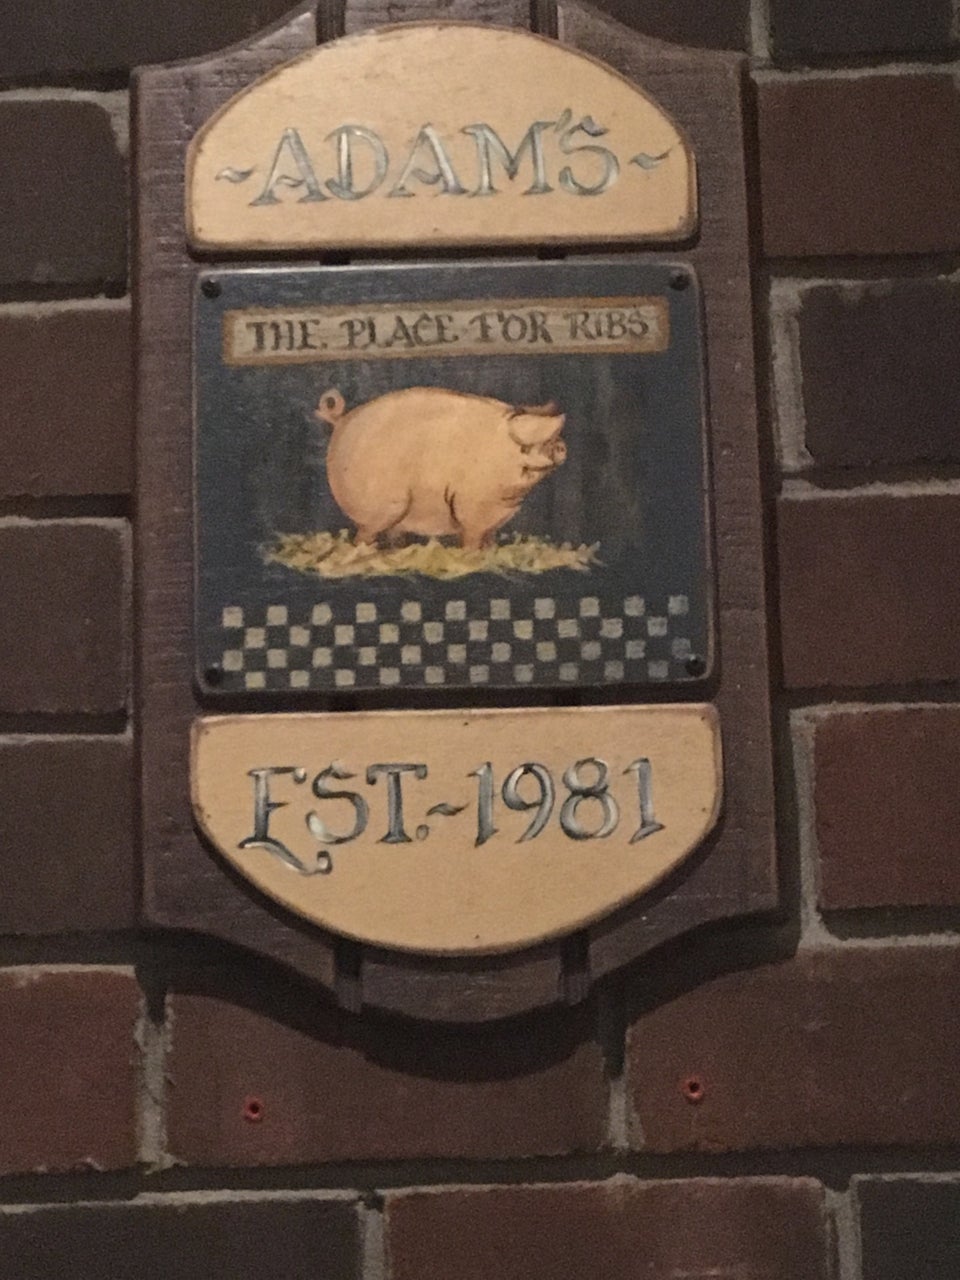 ~ADAM'S~
THE PLACE FOR RIBS
EST.~1981